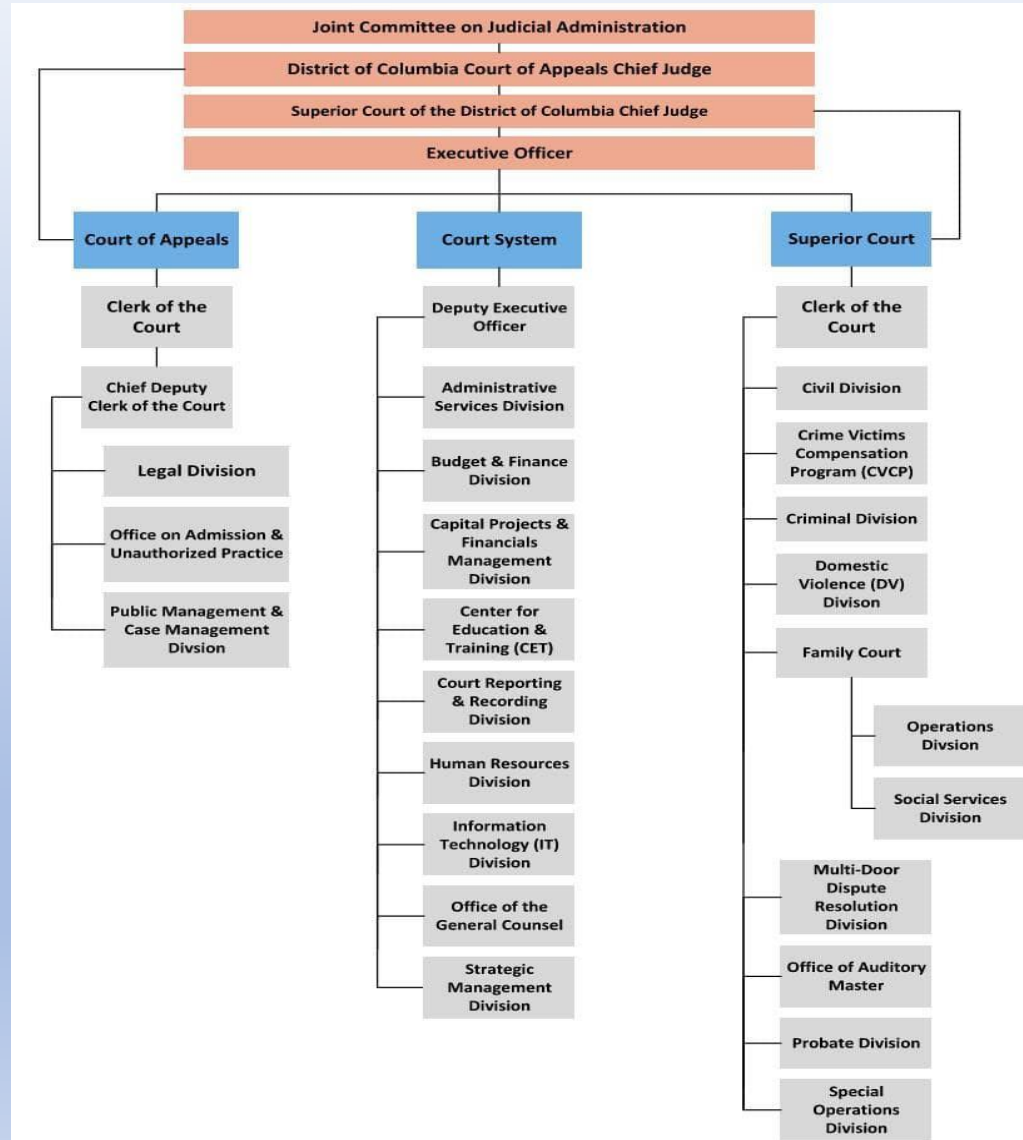 Joint Committee on Judicial Administration
District of Columbia Court of Appeals Chief Judge
Superior Court of the District of Columbia Chief Judge
Executive Officer
Court of Appeals
Clerk of the
Court
Chief Deputy
Clerk of the Court
Legal Division
Office on Admission &
Unauthorized Practice
Public Management &
Case Management
Divsion
Court System
Deputy Executive
Officer
Administrative
Services Division
Budget & Finance
Division
Capital Projects &
Financials
Management
Division
Center for
Education &
Training (CET)
Court Reporting
& Recording
Division
Human Resources
Division
Information
Technology (IT)
Division
Office of the
General Counsel
Strategic
Management
Division
Superior Court
Clerk of the
Court
Civil Division
Crime Victims
Compensation
Program (CVCP)
Criminal Division
Domestic
Violence (DV)
Divison
Family Court
Operations
Divsion
Social Services
Division
Multi-Door
Dispute
Resolution
Division
Office of Auditory
Master
Probate Division
Special
Operations
Division